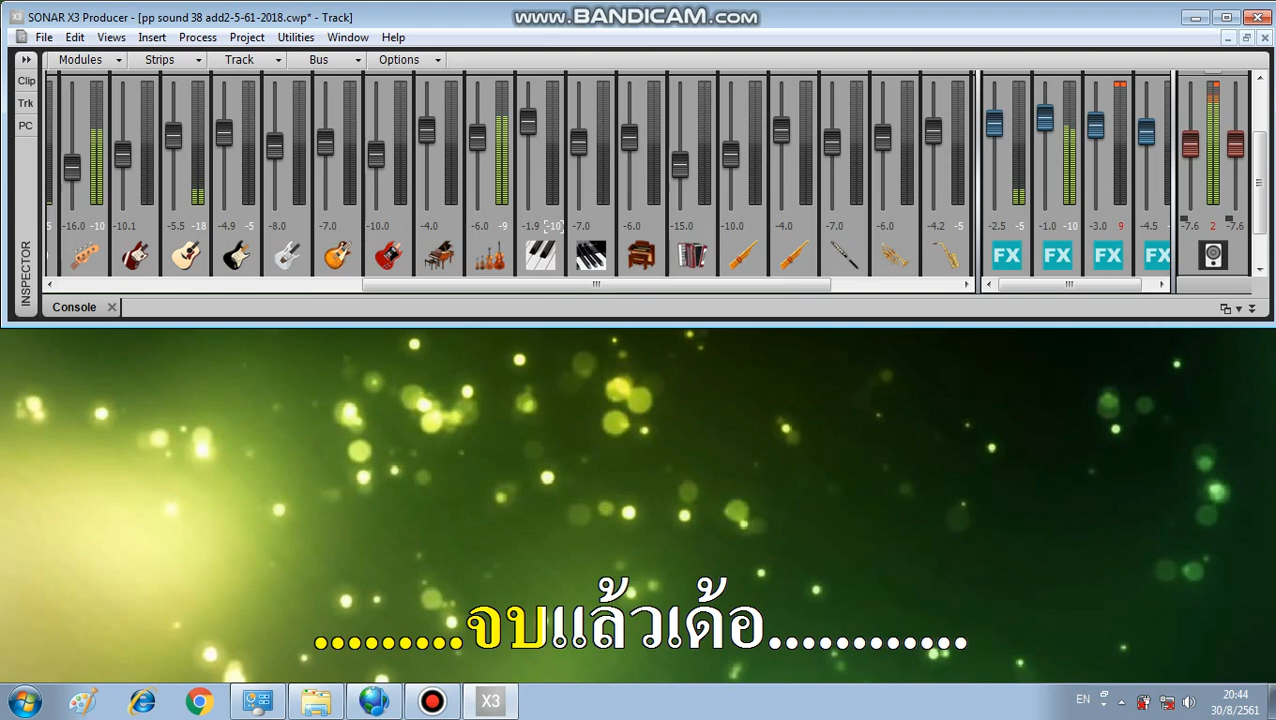 SONAR X3 Producer - [pp sound 38 add2-5-61-2018.cwp* - Track]
www.BANDICAM.com
File Edit Views Insert Process Project Utilities Window Help
Modules Strips Track Bus Options
Clip
Trk
PC
INSPECTOR
5 -16.0 -10 -10.1 -5.5 -18 -4.9 -5 -8.0 -7.0 -10.0 -4.0 -6.0 -9 -1.9 -10 -7.0 -6.0 -15.0 -10.0 -4.0 -7.0 -6.0 -4.2 -5 -2.5 -5 -1.0 -10 -3.0 9 -4.5 -7.6 2 -7.6
FX FX FX FX
Console
.........จบแล้วเด้อ............
X3
EN
20:44
30/8/2561